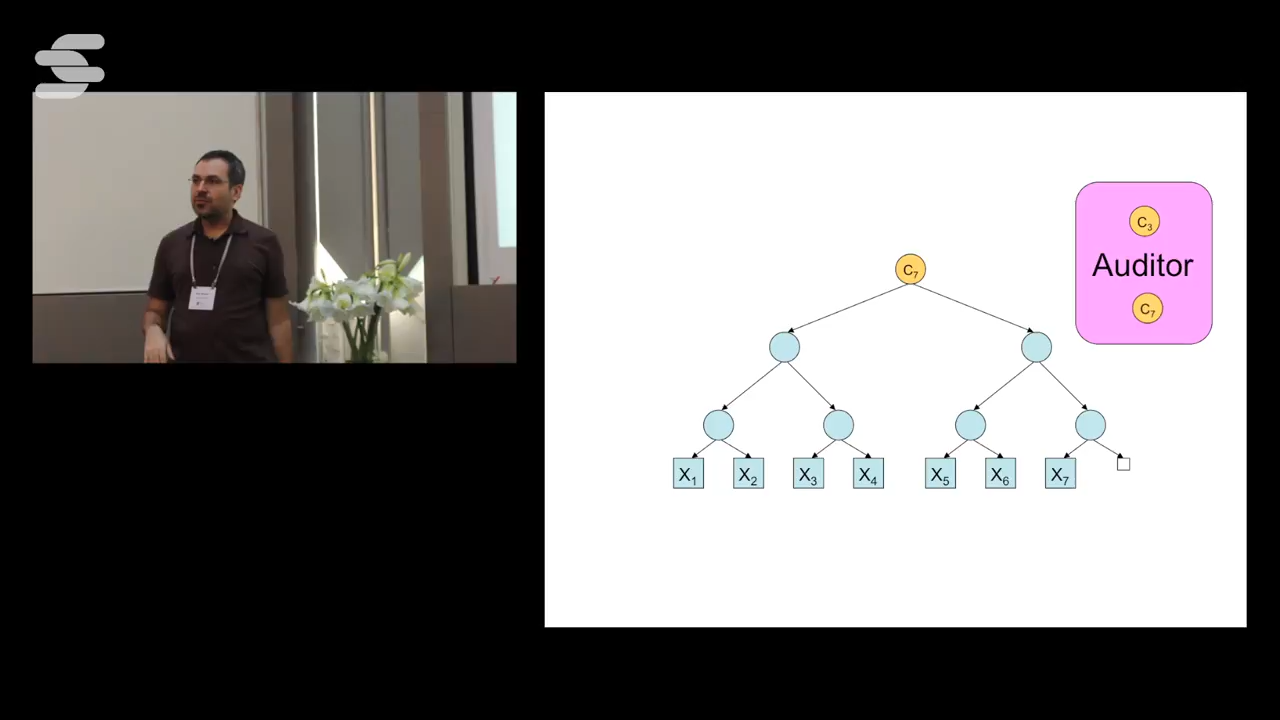 C₃
Auditor
C₇
C₇
X₁ X₂ X₃ X₄ X₅ X₆ X₇